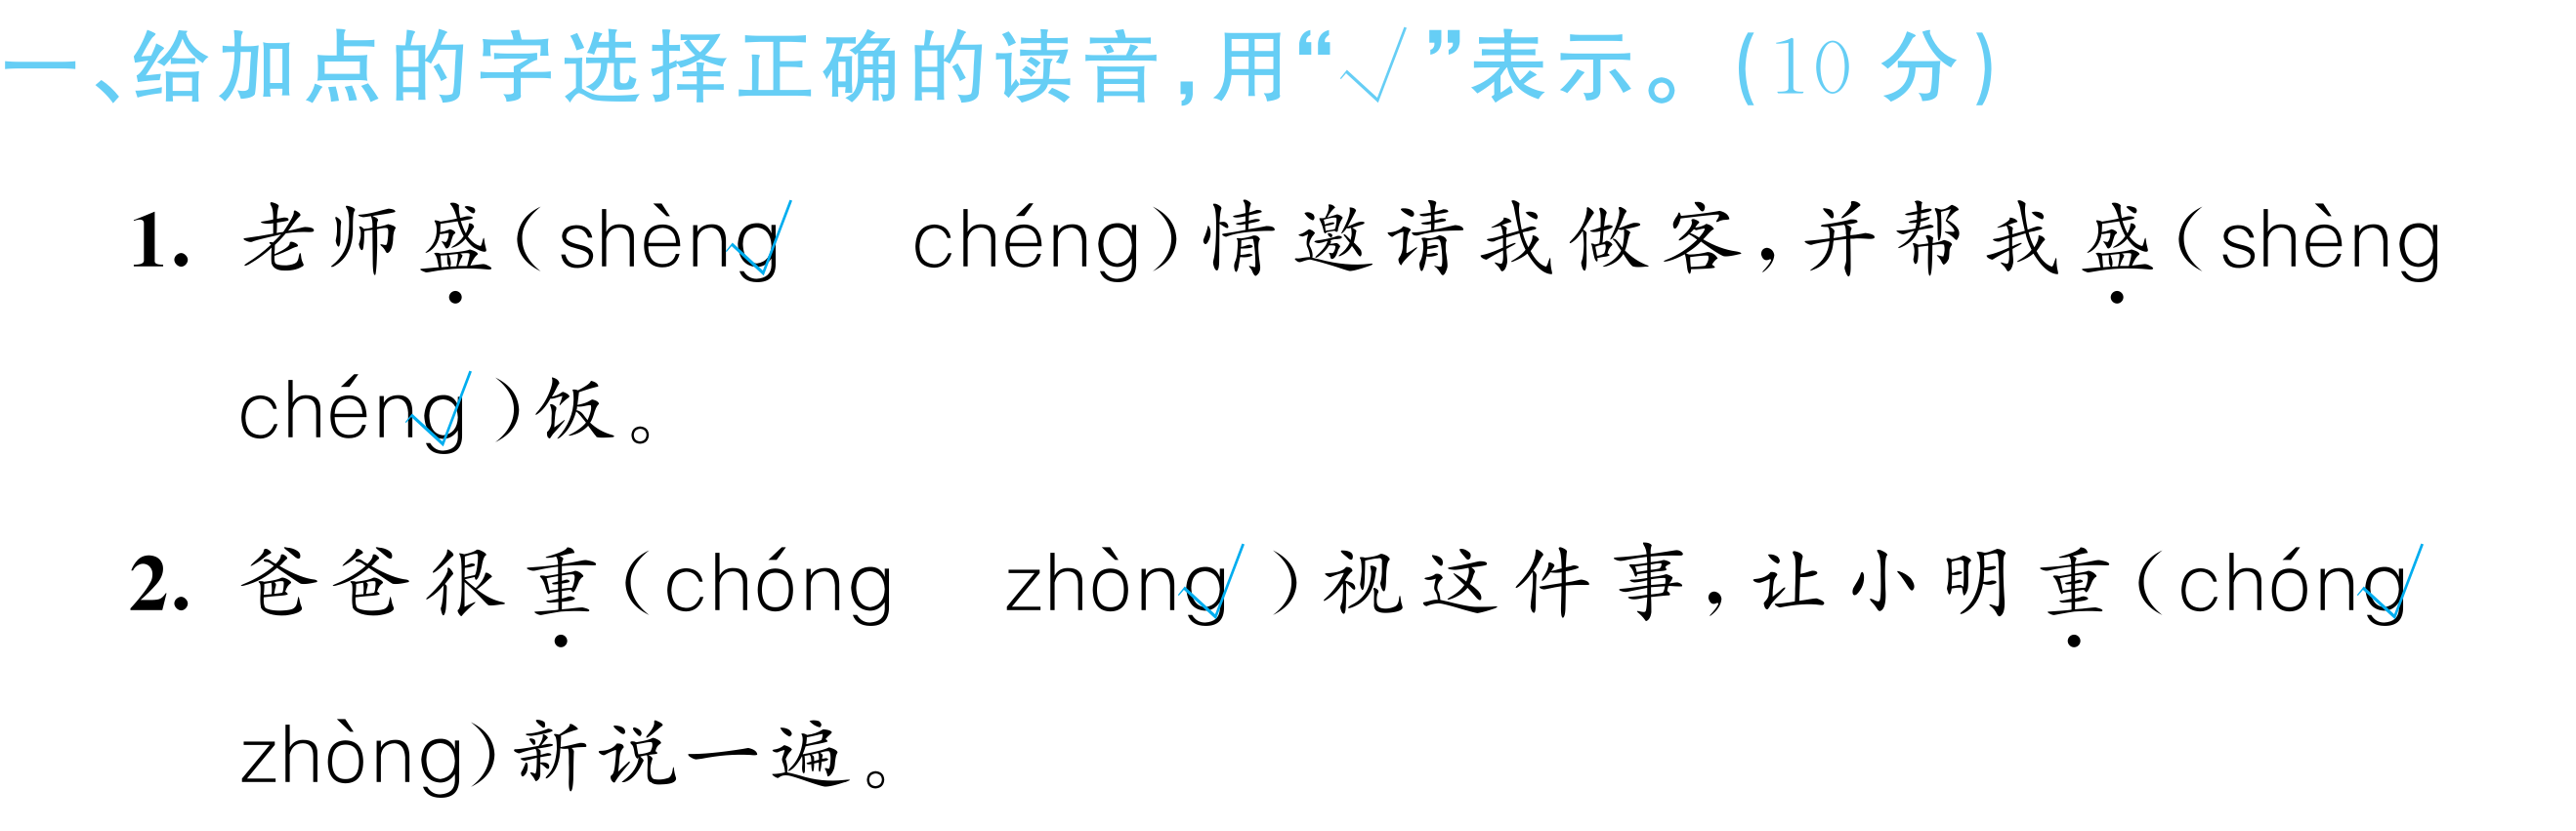 一、给加点的字选择正确的读音,用“√”表示。(10 分)
1. 老师盛(shèng√ chéng)情邀请我做客,并帮我盛(shèng
chéng√)饭。
2. 爸爸很重(chóng zhòng√)视这件事,让小明重(chóng√
zhòng)新说一遍。